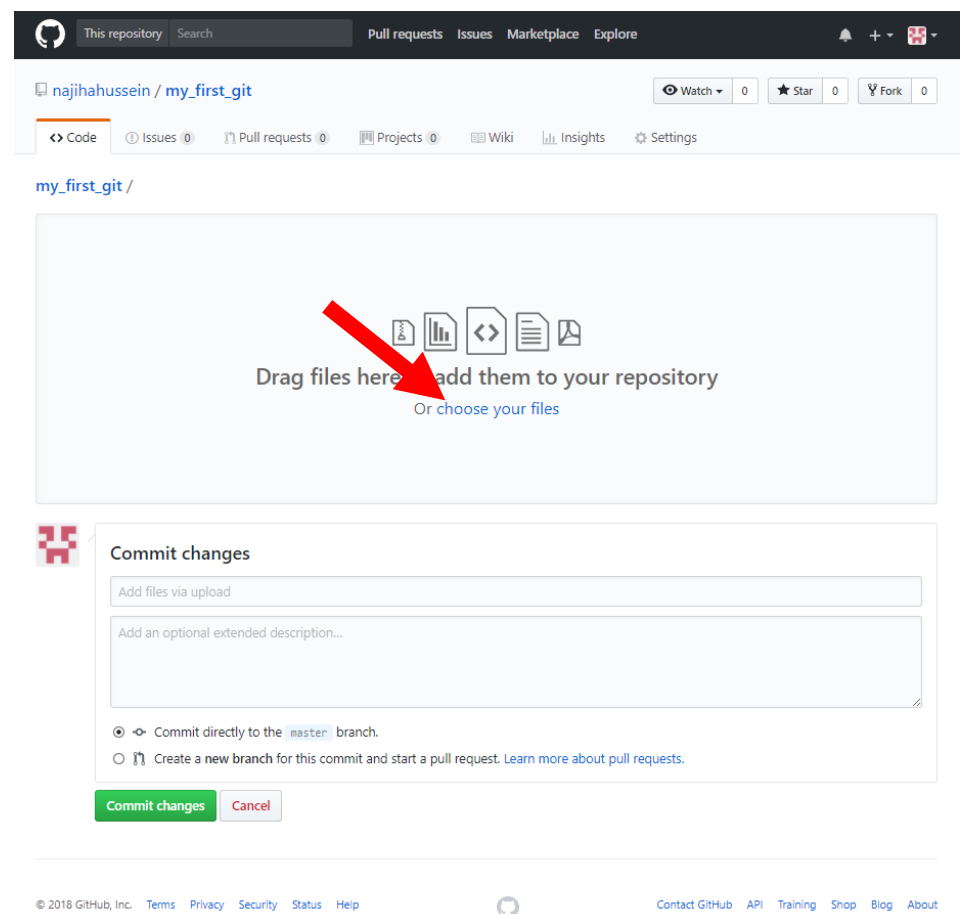 This repository Search Pull requests Issues Marketplace Explore
najihahussein / my_first_git Watch 0 Star 0 Fork 0
Code Issues 0 Pull requests 0 Projects 0 Wiki Insights Settings
my_first_git /
Drag files here add them to your repository
Or choose your files
Commit changes
Add files via upload
Add an optional extended description...
Commit directly to the master branch.
Create a new branch for this commit and start a pull request. Learn more about pull requests.
Commit changes Cancel
© 2018 GitHub, Inc. Terms Privacy Security Status Help Contact GitHub API Training Shop Blog About